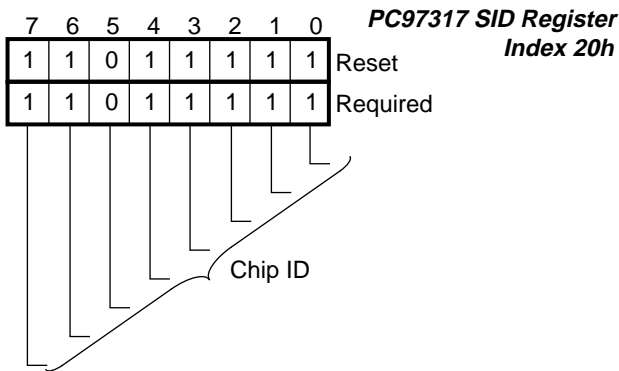 7 6 5 4 3 2 1 0
PC97317 SID Register
Index 20h
1 1 0 1 1 1 1 1 Reset
1 1 0 1 1 1 1 1 Required
Chip ID